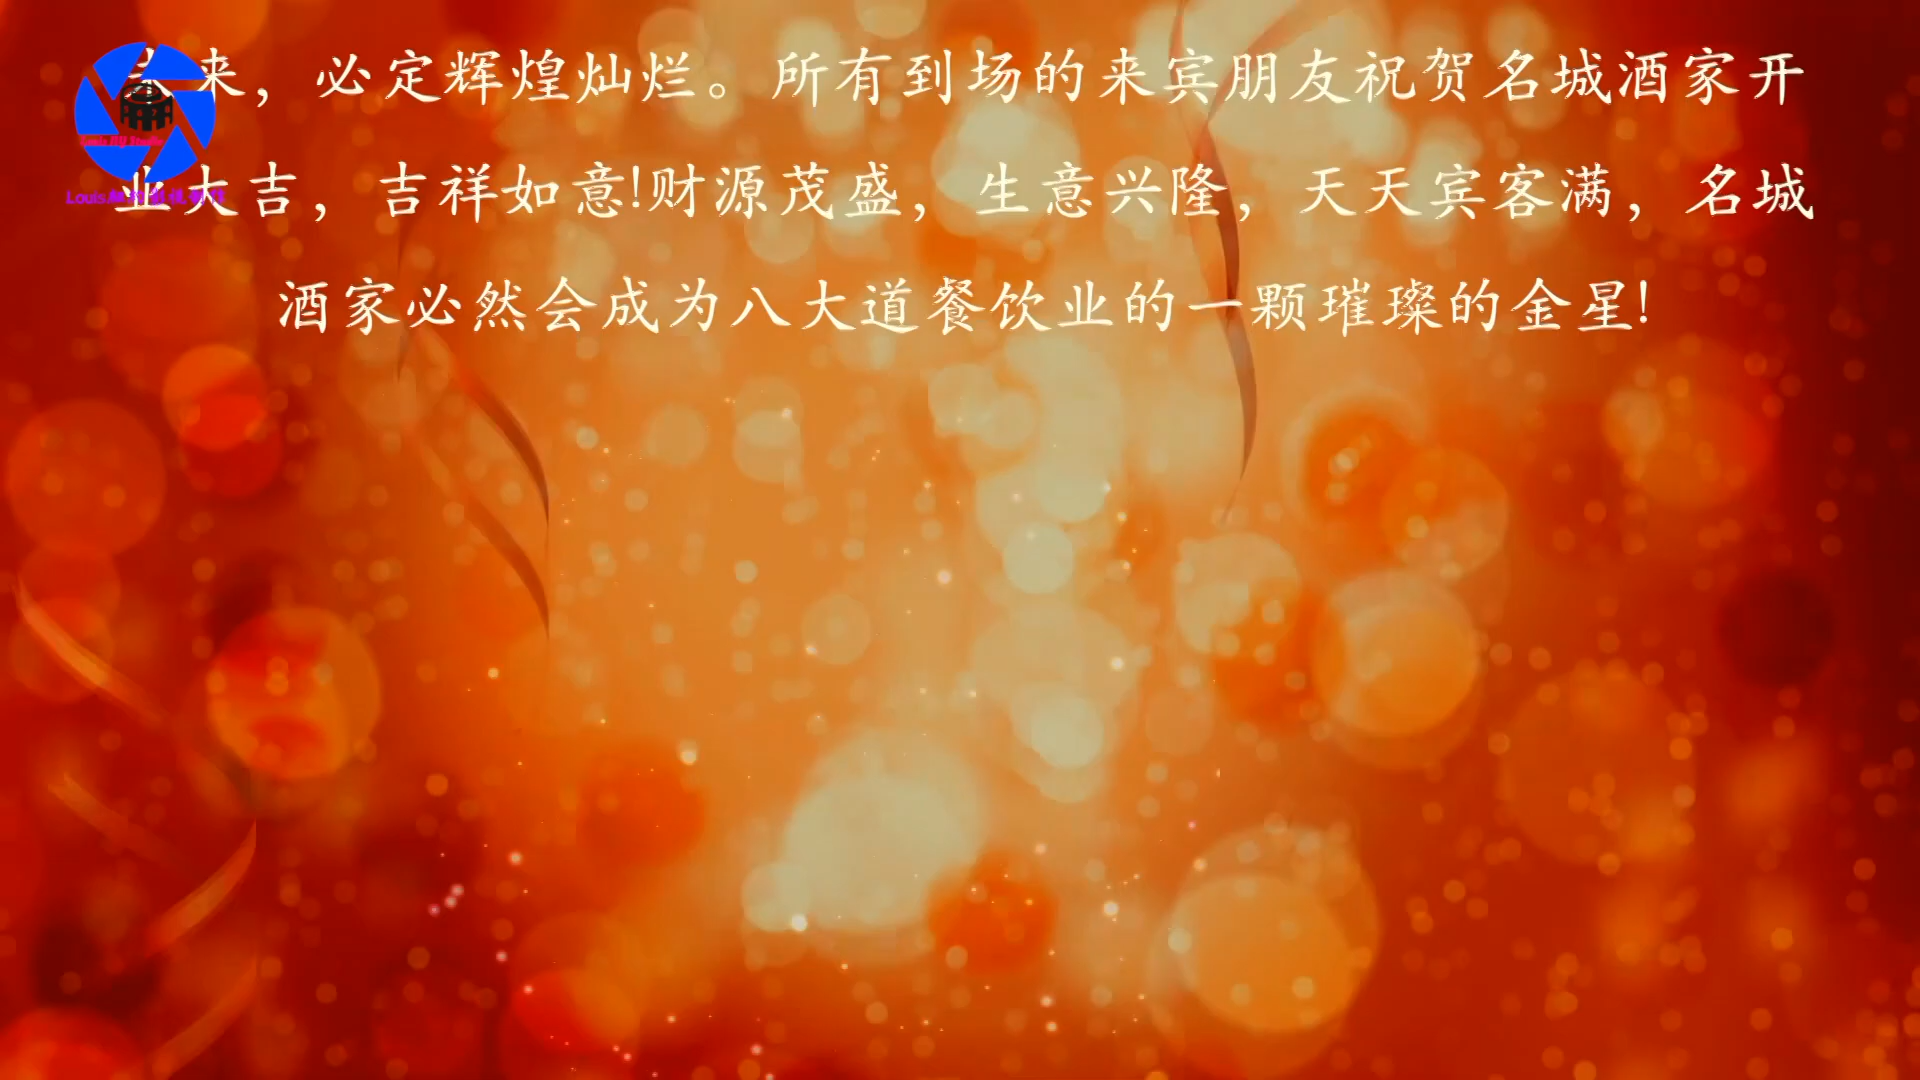 未来，必定辉煌灿烂。所有到场的来宾朋友祝贺名城酒家开
业大吉，吉祥如意!财源茂盛，生意兴隆，天天宾客满，名城
酒家必然会成为八大道餐饮业的一颗璀璨的金星!